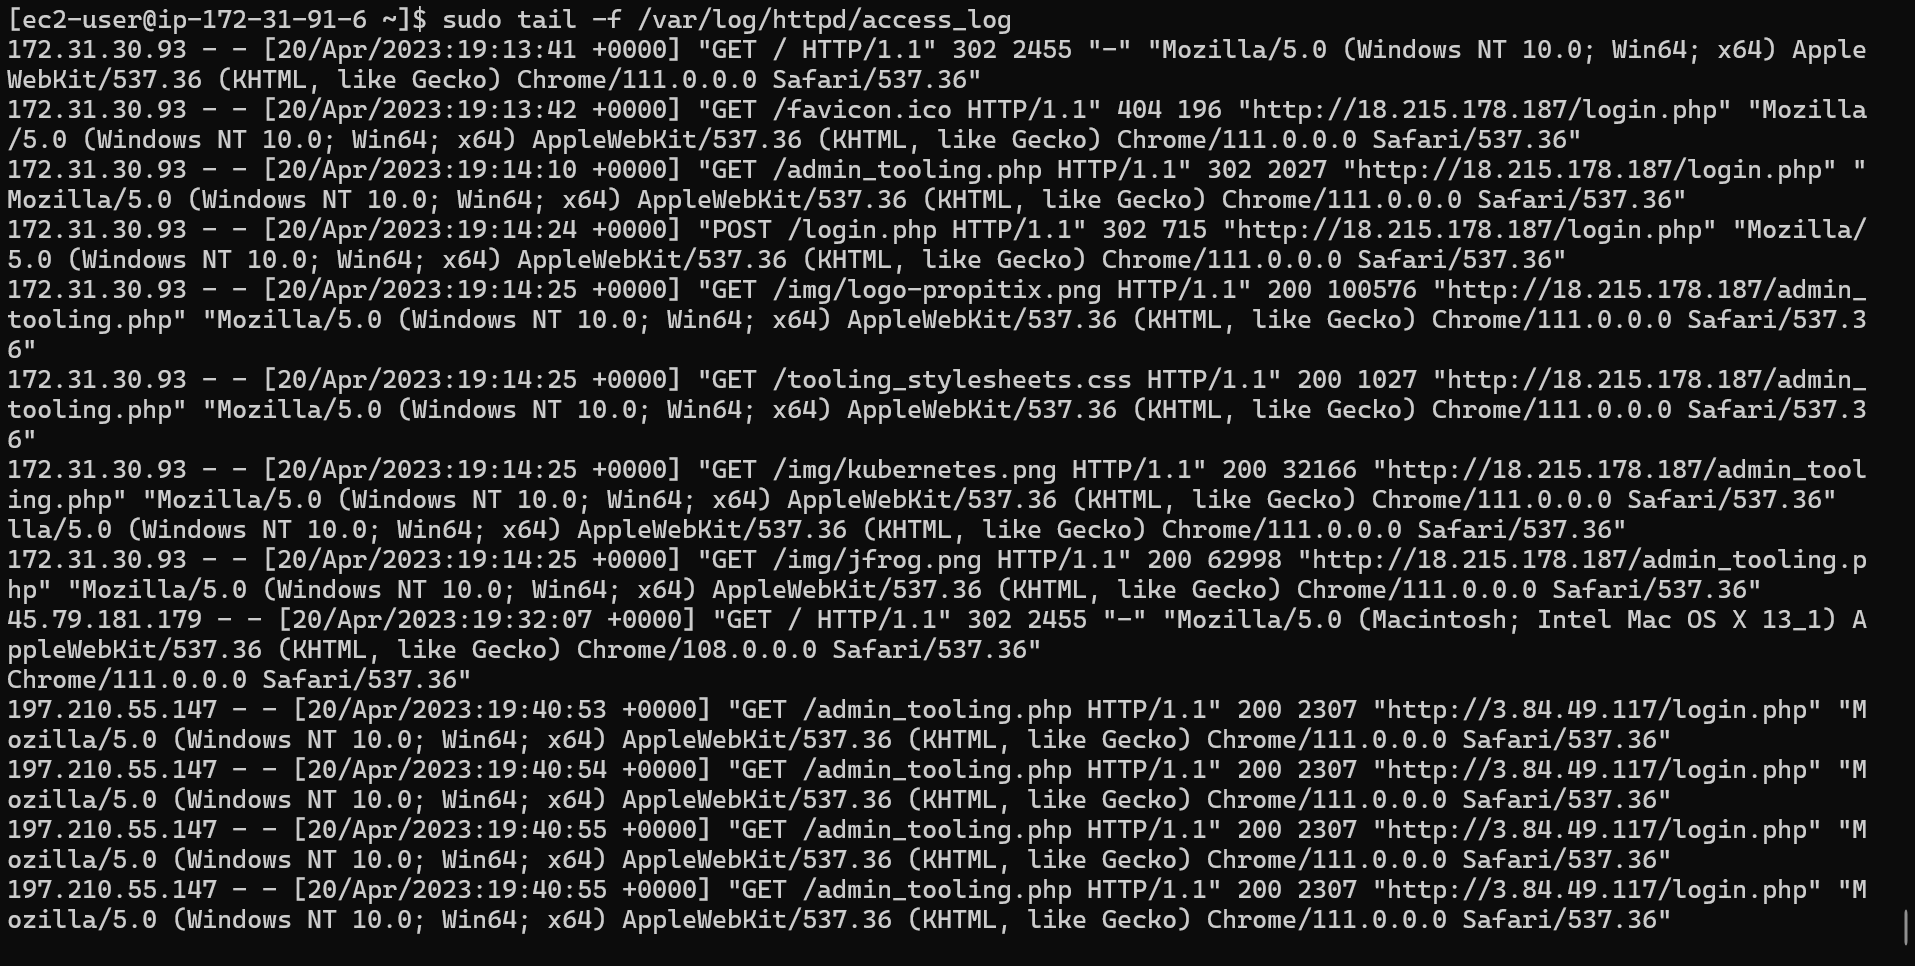 [ec2-user@ip-172-31-91-6 ~]$ sudo tail -f /var/log/httpd/access_log
172.31.30.93 - - [20/Apr/2023:19:13:41 +0000] "GET / HTTP/1.1" 302 2455 "-" "Mozilla/5.0 (Windows NT 10.0; Win64; x64) Apple
WebKit/537.36 (KHTML, like Gecko) Chrome/111.0.0.0 Safari/537.36"
172.31.30.93 - - [20/Apr/2023:19:13:42 +0000] "GET /favicon.ico HTTP/1.1" 404 196 "http://18.215.178.187/login.php" "Mozilla
/5.0 (Windows NT 10.0; Win64; x64) AppleWebKit/537.36 (KHTML, like Gecko) Chrome/111.0.0.0 Safari/537.36"
172.31.30.93 - - [20/Apr/2023:19:14:10 +0000] "GET /admin_tooling.php HTTP/1.1" 302 2027 "http://18.215.178.187/login.php" "
Mozilla/5.0 (Windows NT 10.0; Win64; x64) AppleWebKit/537.36 (KHTML, like Gecko) Chrome/111.0.0.0 Safari/537.36"
172.31.30.93 - - [20/Apr/2023:19:14:24 +0000] "POST /login.php HTTP/1.1" 302 715 "http://18.215.178.187/login.php" "Mozilla/
5.0 (Windows NT 10.0; Win64; x64) AppleWebKit/537.36 (KHTML, like Gecko) Chrome/111.0.0.0 Safari/537.36"
172.31.30.93 - - [20/Apr/2023:19:14:25 +0000] "GET /img/logo-propitix.png HTTP/1.1" 200 100576 "http://18.215.178.187/admin_
tooling.php" "Mozilla/5.0 (Windows NT 10.0; Win64; x64) AppleWebKit/537.36 (KHTML, like Gecko) Chrome/111.0.0.0 Safari/537.3
6"
172.31.30.93 - - [20/Apr/2023:19:14:25 +0000] "GET /tooling_stylesheets.css HTTP/1.1" 200 1027 "http://18.215.178.187/admin_
tooling.php" "Mozilla/5.0 (Windows NT 10.0; Win64; x64) AppleWebKit/537.36 (KHTML, like Gecko) Chrome/111.0.0.0 Safari/537.3
6"
172.31.30.93 - - [20/Apr/2023:19:14:25 +0000] "GET /img/kubernetes.png HTTP/1.1" 200 32166 "http://18.215.178.187/admin_tool
ing.php" "Mozilla/5.0 (Windows NT 10.0; Win64; x64) AppleWebKit/537.36 (KHTML, like Gecko) Chrome/111.0.0.0 Safari/537.36"
lla/5.0 (Windows NT 10.0; Win64; x64) AppleWebKit/537.36 (KHTML, like Gecko) Chrome/111.0.0.0 Safari/537.36"
172.31.30.93 - - [20/Apr/2023:19:14:25 +0000] "GET /img/jfrog.png HTTP/1.1" 200 62998 "http://18.215.178.187/admin_tooling.p
hp" "Mozilla/5.0 (Windows NT 10.0; Win64; x64) AppleWebKit/537.36 (KHTML, like Gecko) Chrome/111.0.0.0 Safari/537.36"
45.79.181.179 - - [20/Apr/2023:19:32:07 +0000] "GET / HTTP/1.1" 302 2455 "-" "Mozilla/5.0 (Macintosh; Intel Mac OS X 13_1) A
ppleWebKit/537.36 (KHTML, like Gecko) Chrome/108.0.0.0 Safari/537.36"
Chrome/111.0.0.0 Safari/537.36"
197.210.55.147 - - [20/Apr/2023:19:40:53 +0000] "GET /admin_tooling.php HTTP/1.1" 200 2307 "http://3.84.49.117/login.php" "M
ozilla/5.0 (Windows NT 10.0; Win64; x64) AppleWebKit/537.36 (KHTML, like Gecko) Chrome/111.0.0.0 Safari/537.36"
197.210.55.147 - - [20/Apr/2023:19:40:54 +0000] "GET /admin_tooling.php HTTP/1.1" 200 2307 "http://3.84.49.117/login.php" "M
ozilla/5.0 (Windows NT 10.0; Win64; x64) AppleWebKit/537.36 (KHTML, like Gecko) Chrome/111.0.0.0 Safari/537.36"
197.210.55.147 - - [20/Apr/2023:19:40:55 +0000] "GET /admin_tooling.php HTTP/1.1" 200 2307 "http://3.84.49.117/login.php" "M
ozilla/5.0 (Windows NT 10.0; Win64; x64) AppleWebKit/537.36 (KHTML, like Gecko) Chrome/111.0.0.0 Safari/537.36"
197.210.55.147 - - [20/Apr/2023:19:40:55 +0000] "GET /admin_tooling.php HTTP/1.1" 200 2307 "http://3.84.49.117/login.php" "M
ozilla/5.0 (Windows NT 10.0; Win64; x64) AppleWebKit/537.36 (KHTML, like Gecko) Chrome/111.0.0.0 Safari/537.36"